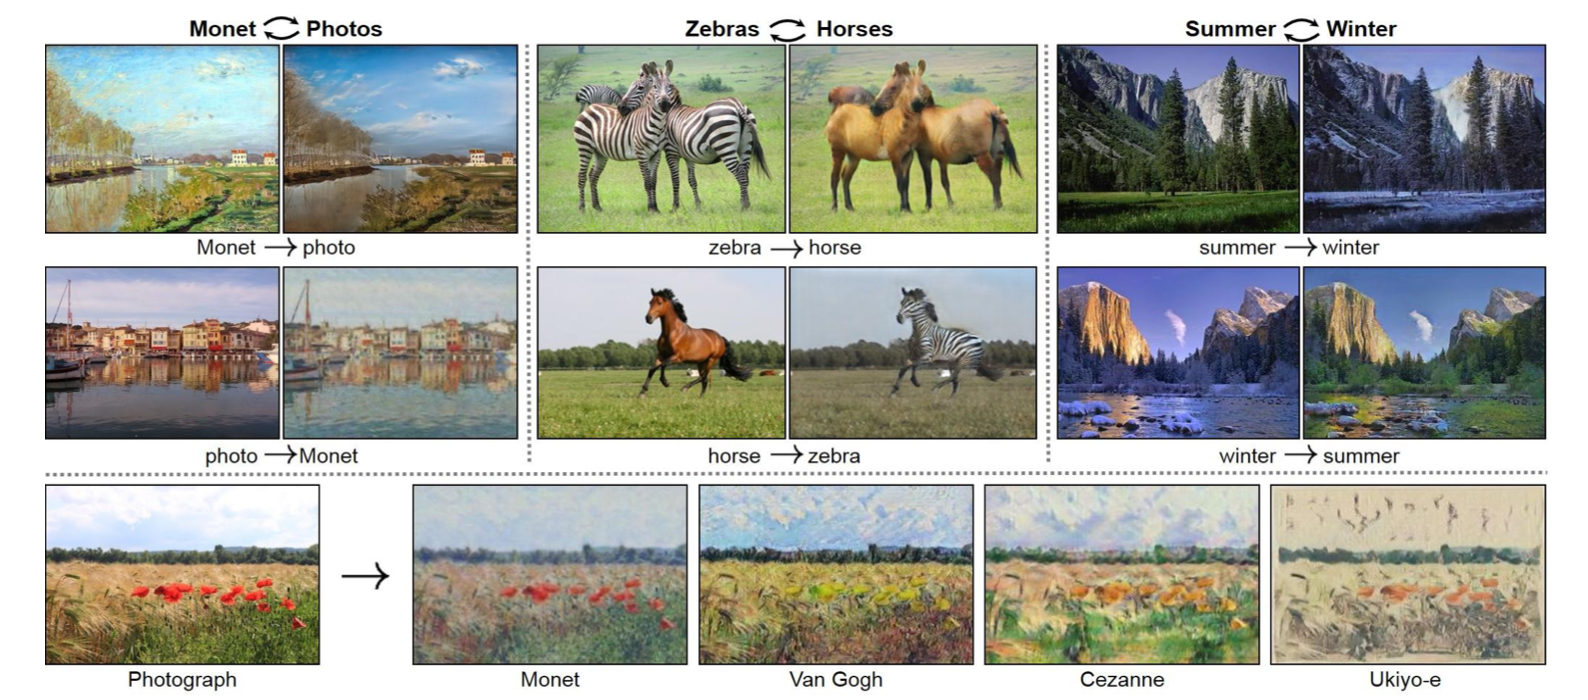 Monet Photos
Zebras Horses
Summer Winter
Monet → photo
zebra → horse
summer → winter
photo → Monet
horse → zebra
winter → summer
Photograph
Monet
Van Gogh
Cezanne
Ukiyo-e